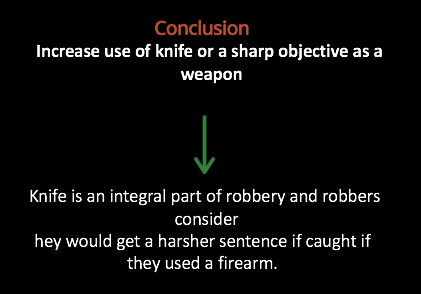 Conclusion
Increase use of knife or a sharp objective as a
weapon
Knife is an integral part of robbery and robbers
consider
hey would get a harsher sentence if caught if
they used a firearm.